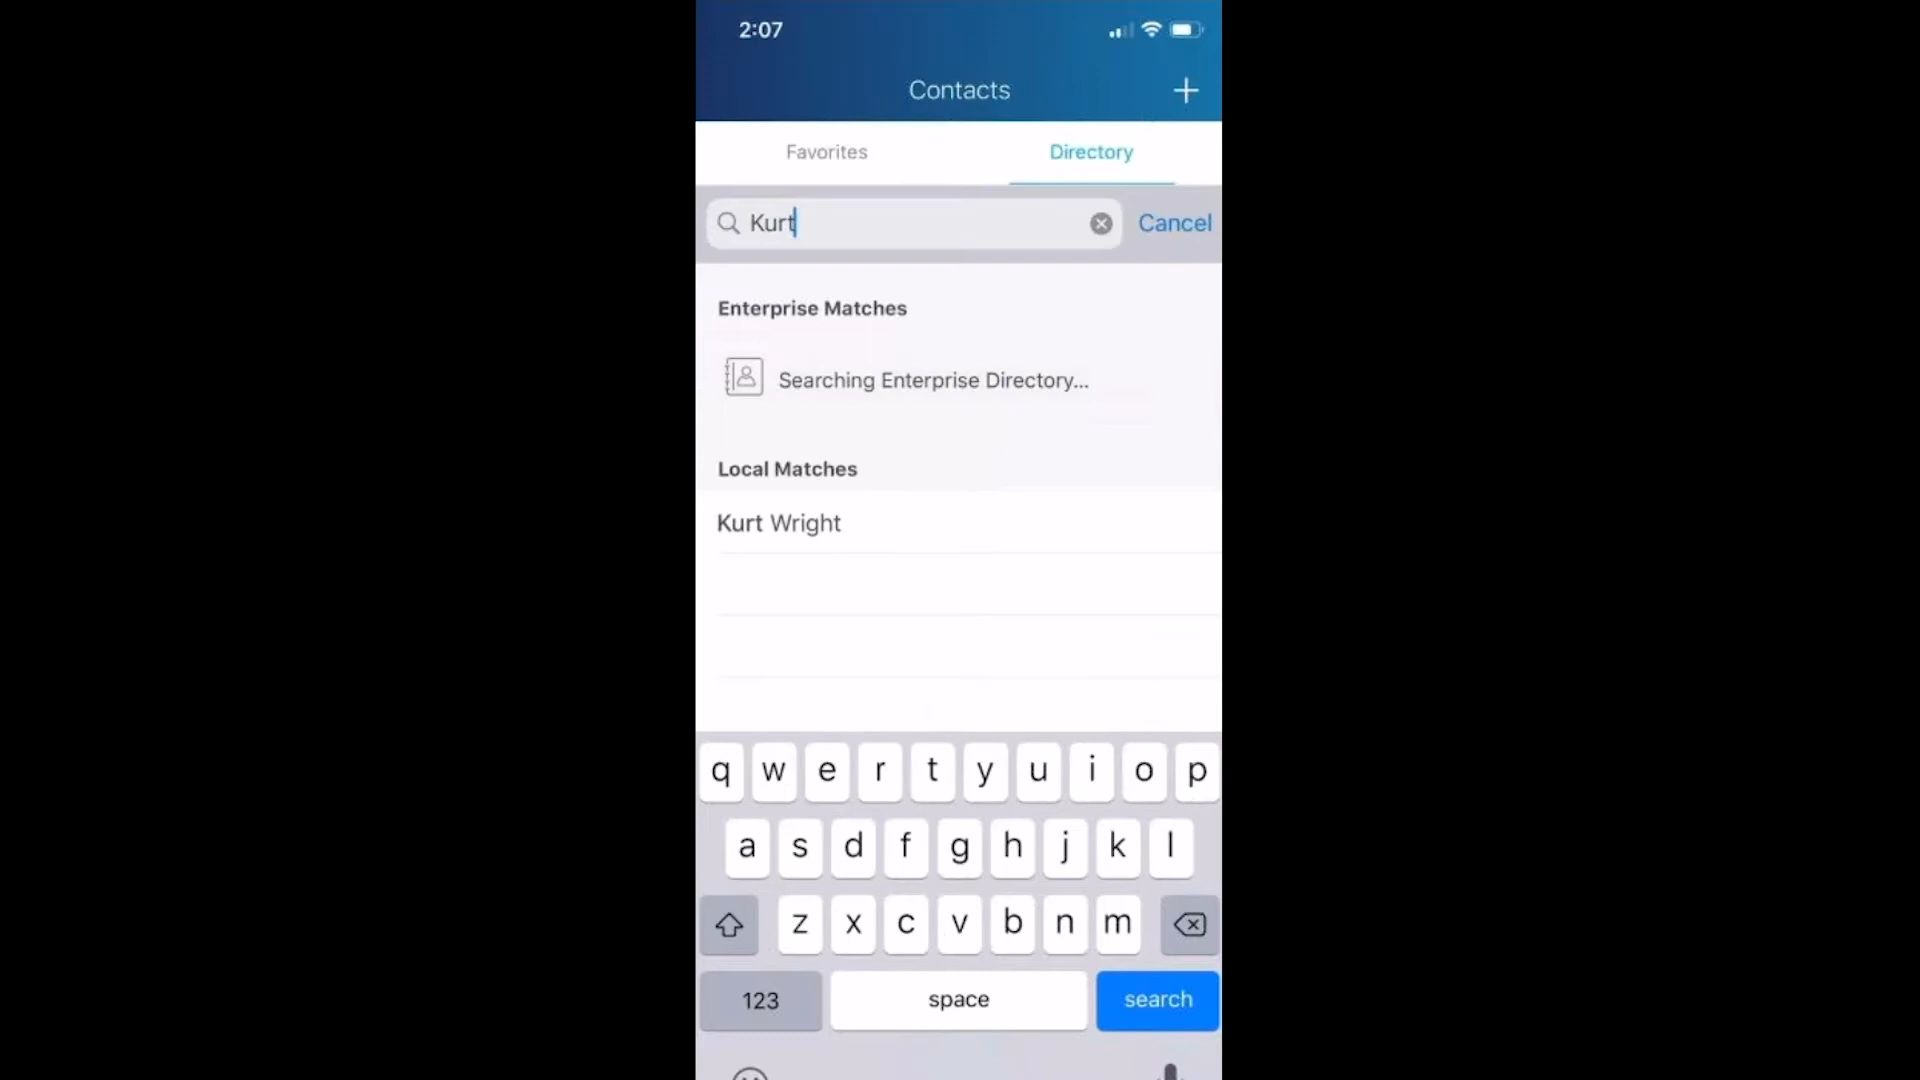 2:07
Contacts
Favorites Directory
Kurt Cancel
Enterprise Matches
Searching Enterprise Directory...
Local Matches
Kurt Wright
q w e r t y u i o p
a s d f g h j k l
z x c v b n m
123 space search